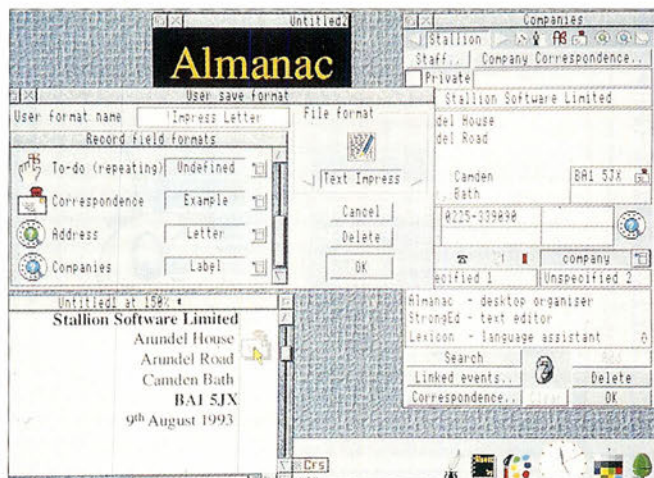 Untitled2
Almanac
User save format
User format name
!Impress Letter
File format
Record field formats
To-do (repeating)
Undefined
Text Impress
Correspondence
Example
Cancel
Address
Letter
Delete
Companies
Label
OK
Untitled1 at 150% *
Stallion Software Limited
Arundel House
Arundel Road
Camden Bath
BA1 5JX
9th August 1993
Companies
Stallion
Staff..
Company Correspondence..
Private
Stallion Software Limited
del House
del Road
Camden
BA1 5JX
Bath
0225-339090
company
ecified 1
Unspecified 2
Almanac - desktop organiser
StrongEd - text editor
Lexicon - language assistant
Search
Linked events..
Delete
Correspondence..
Clear
OK
Crs